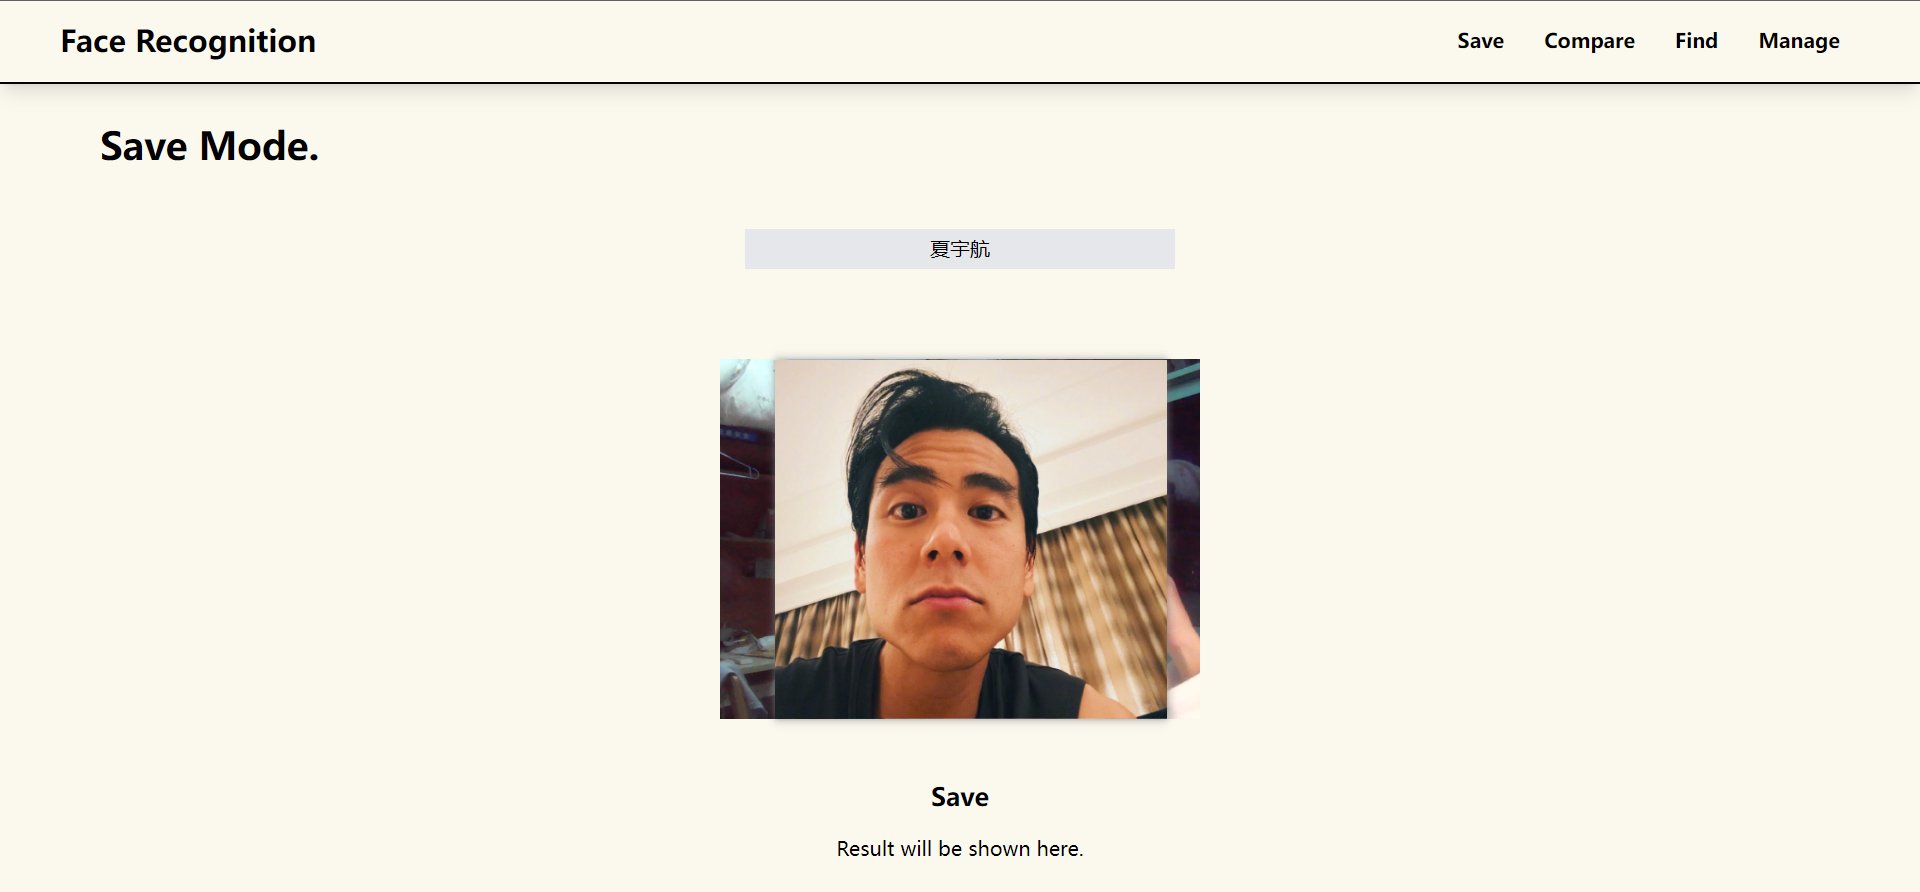 Face Recognition
Save Compare Find Manage
Save Mode.
夏宇航
Save
Result will be shown here.